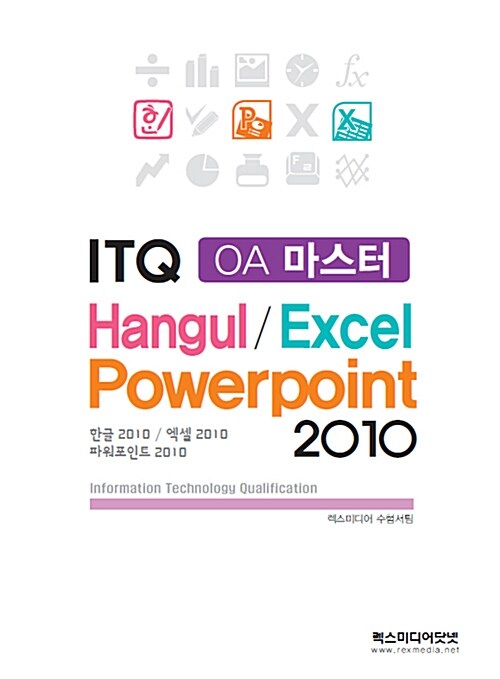 ITQ OA 마스터
Hangul / Excel
Powerpoint
한글 2010 / 엑셀 2010
파워포인트 2010
2010
Information Technology Qualification
렉스미디어 수험서팀
렉스미디어닷넷
www.rexmedia.net